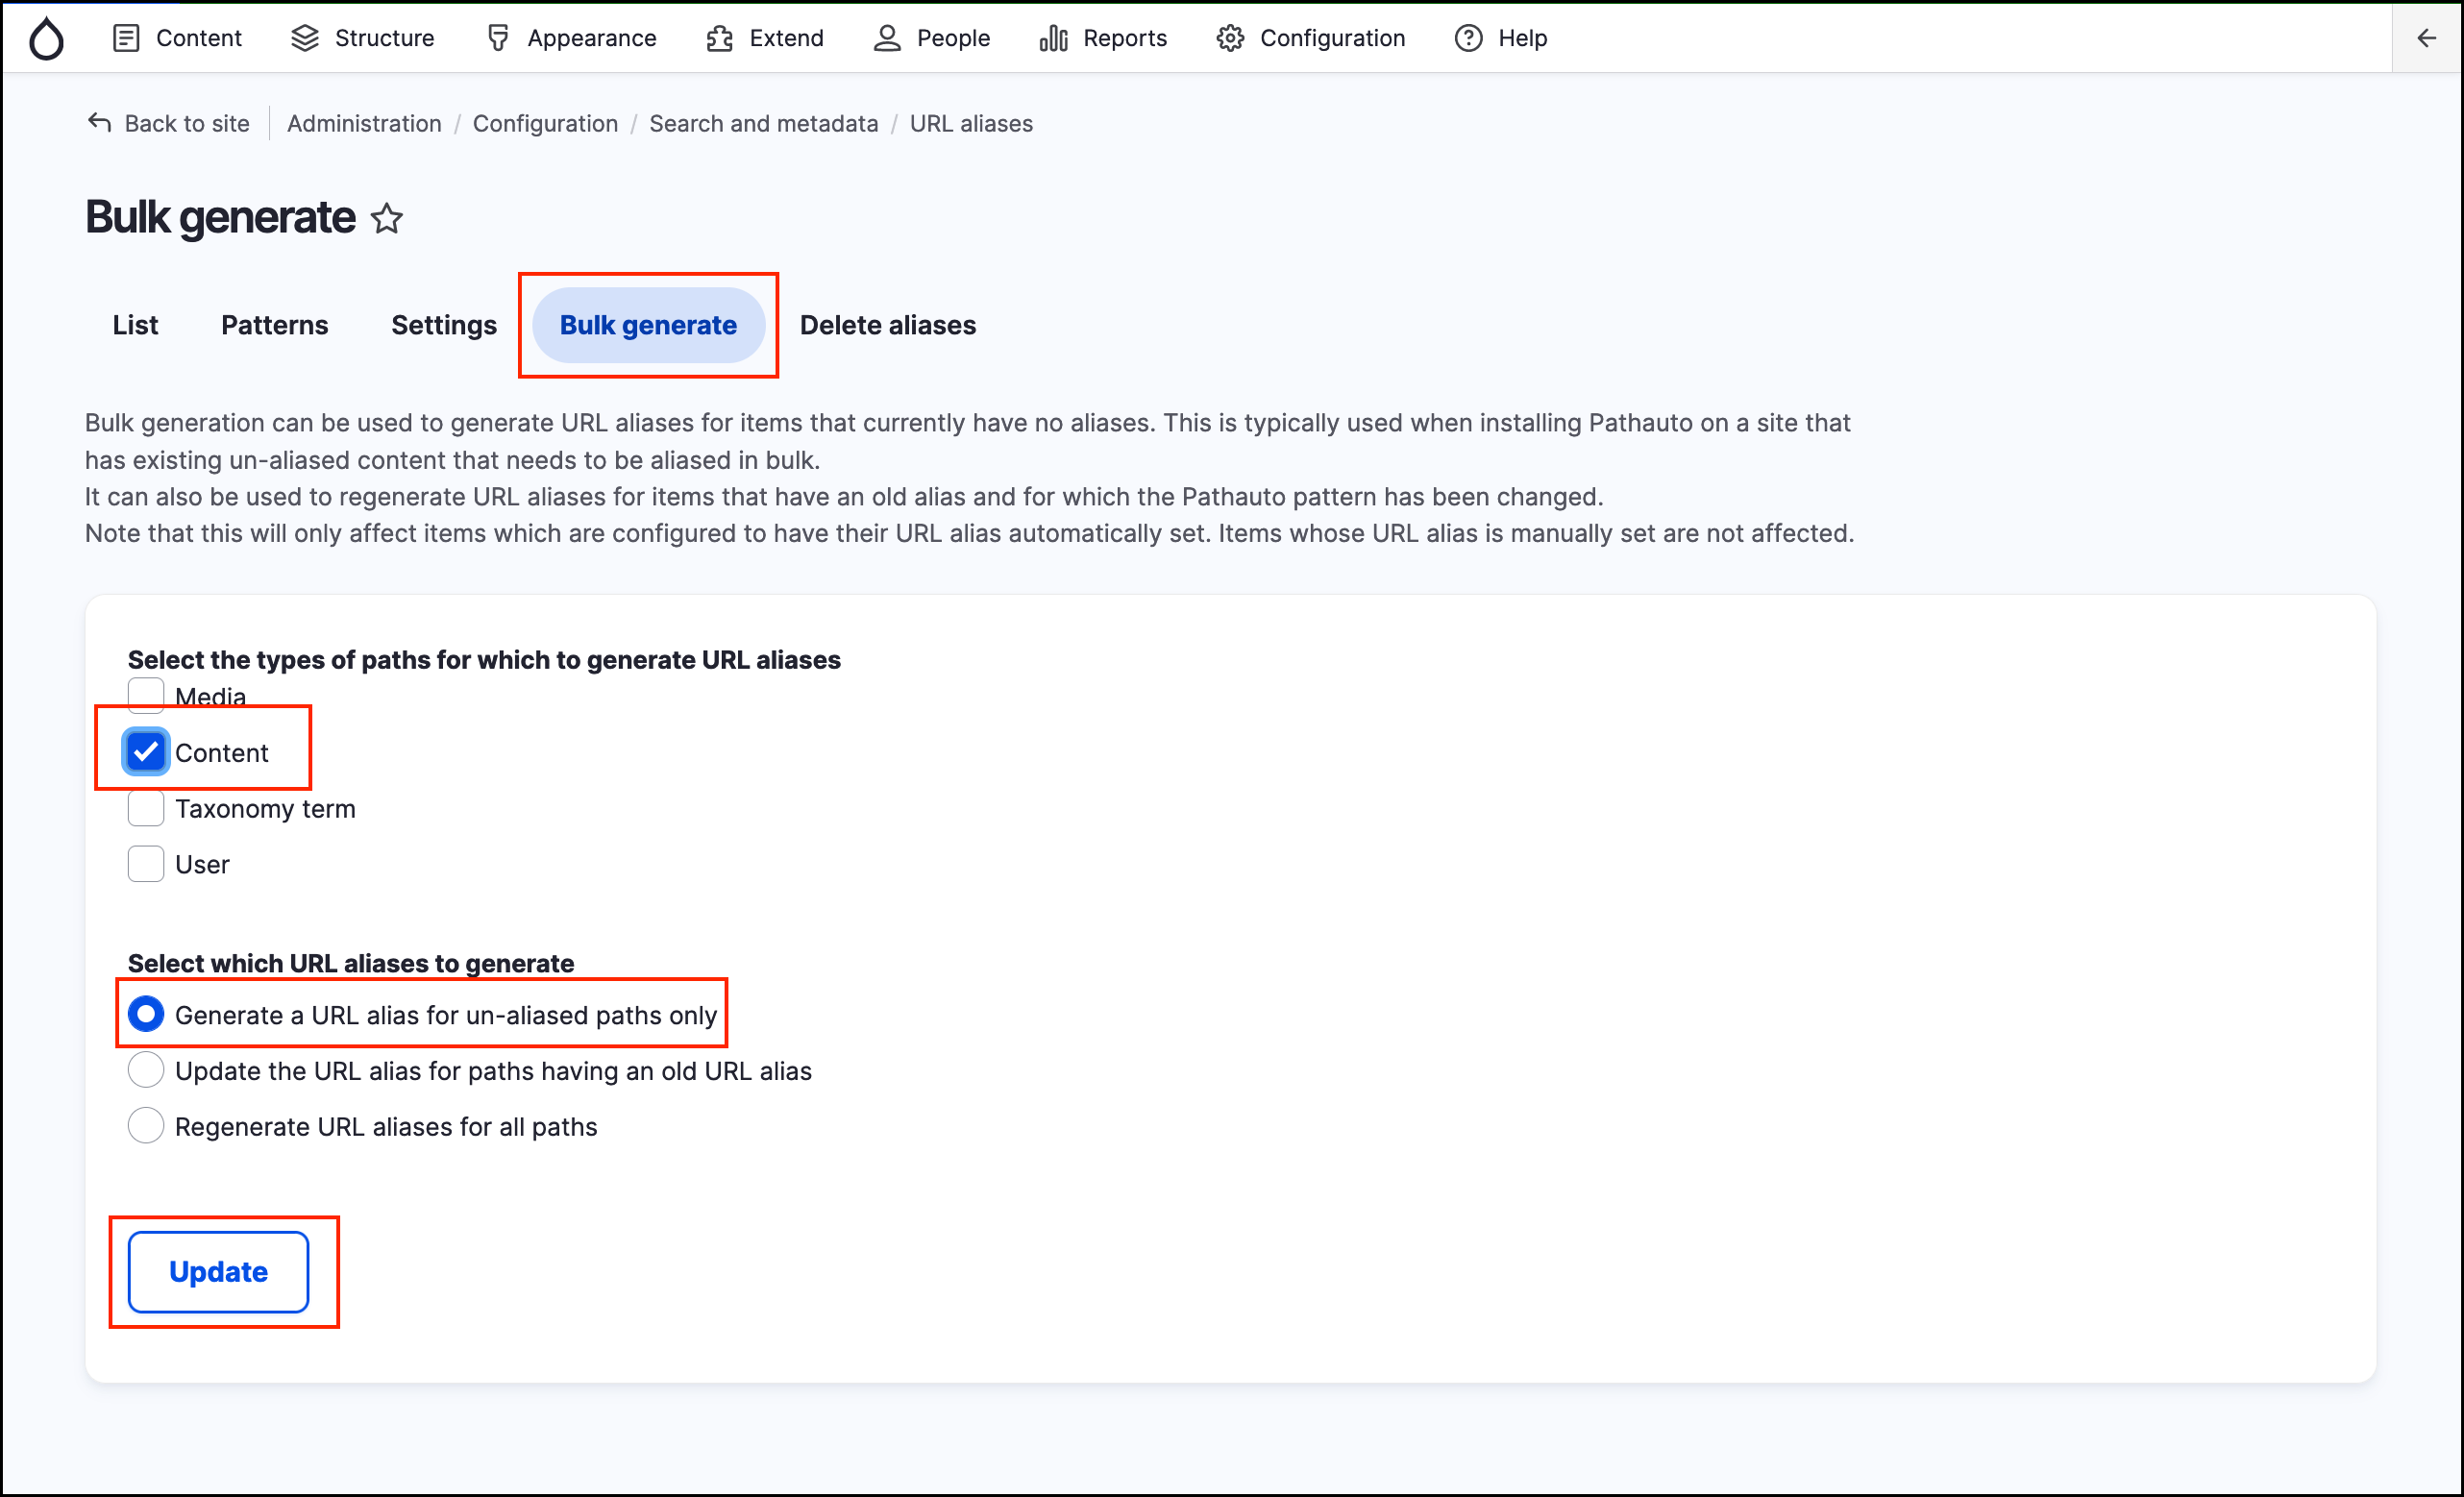 Content Structure Appearance Extend People Reports Configuration Help
Back to site Administration / Configuration / Search and metadata / URL aliases
Bulk generate
List Patterns Settings Bulk generate Delete aliases
Bulk generation can be used to generate URL aliases for items that currently have no aliases. This is typically used when installing Pathauto on a site that
has existing un-aliased content that needs to be aliased in bulk.
It can also be used to regenerate URL aliases for items that have an old alias and for which the Pathauto pattern has been changed.
Note that this will only affect items which are configured to have their URL alias automatically set. Items whose URL alias is manually set are not affected.
Select the types of paths for which to generate URL aliases
Media
Content
Taxonomy term
User
Select which URL aliases to generate
Generate a URL alias for un-aliased paths only
Update the URL alias for paths having an old URL alias
Regenerate URL aliases for all paths
Update